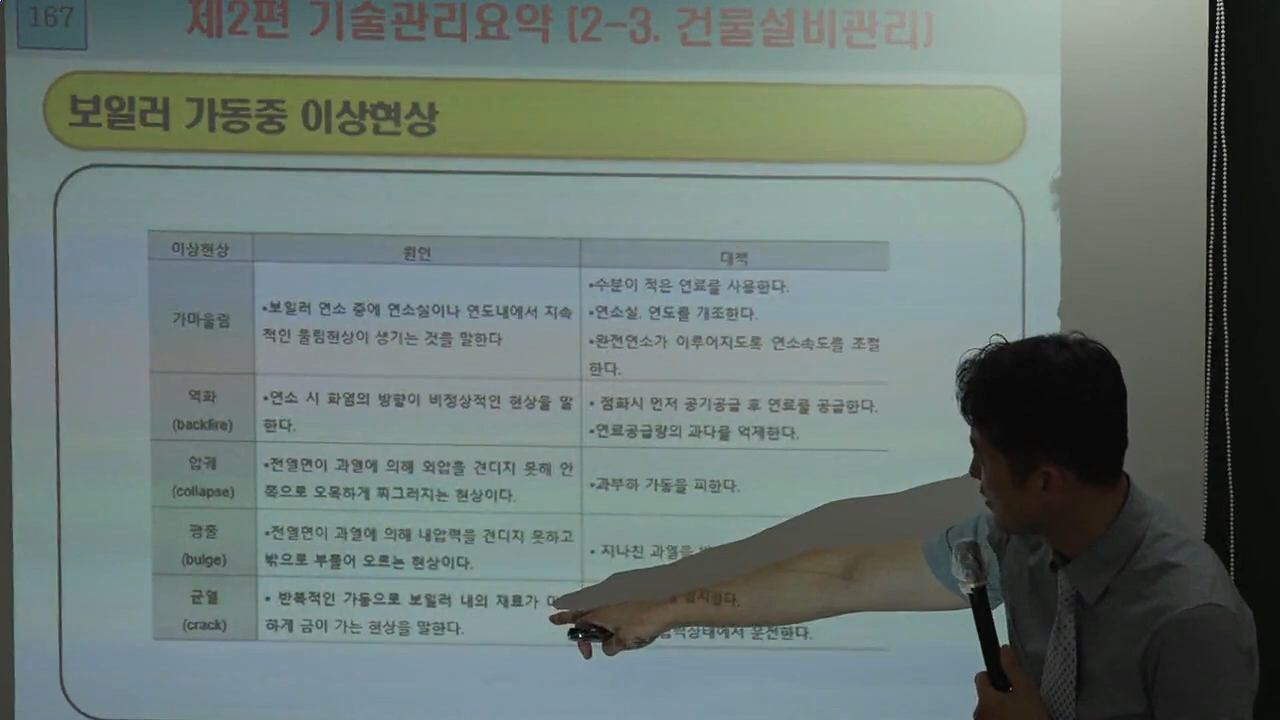 167
제2편 기술관리요약 (2-3. 건물설비관리)
보일러 가동중 이상현상
이상현상
원인
대책
가마울림
•보일러 연소 중에 연소실이나 연도내에서 지속
적인 울림현상이 생기는 것을 말한다
•수분이 적은 연료를 사용한다.
•연소실, 연도를 개조한다.
•완전연소가 이루어지도록 연소속도를 조절
한다.
역화
(backfire)
•연소 시 화염의 방향이 비정상적인 현상을 말
한다.
• 점화시 먼저 공기공급 후 연료를 공급한다.
•연료공급량의 과다를 억제한다.
압궤
(collapse)
•전열면이 과열에 의해 외압을 견디지 못해 안
쪽으로 오목하게 찌그러지는 현상이다.
•과부하 가동을 피한다.
팽출
(bulge)
•전열면이 과열에 의해 내압력을 견디지 못하고
밖으로 부풀어 오르는 현상이다.
• 지나친 과열을
균열
(crack)
• 반복적인 가동으로 보일러 내의 재료가
하게 금이 가는 현상을 말한다.
운전한다.